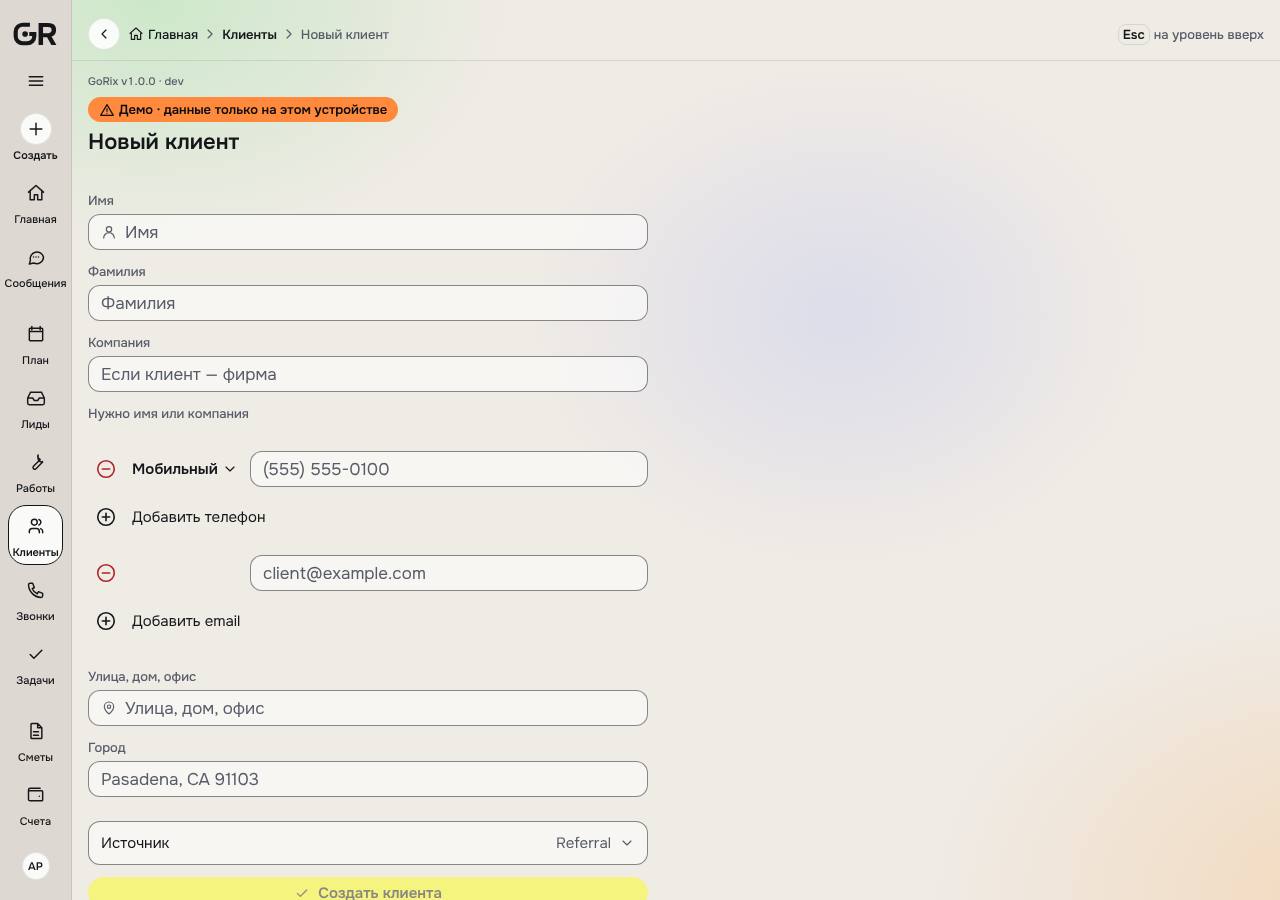 GR
Создать
Главная
Сообщения
План
Лиды
Работы
Клиенты
Звонки
Задачи
Сметы
Счета
AP
Главная > Клиенты > Новый клиент
Esc на уровень вверх
GoRix v1.0.0 · dev
Демо · данные только на этом устройстве
Новый клиент
Имя
Имя
Фамилия
Фамилия
Компания
Если клиент — фирма
Нужно имя или компания
Мобильный (555) 555-0100
Добавить телефон
client@example.com
Добавить email
Улица, дом, офис
Улица, дом, офис
Город
Pasadena, CA 91103
Источник Referral
Создать клиента